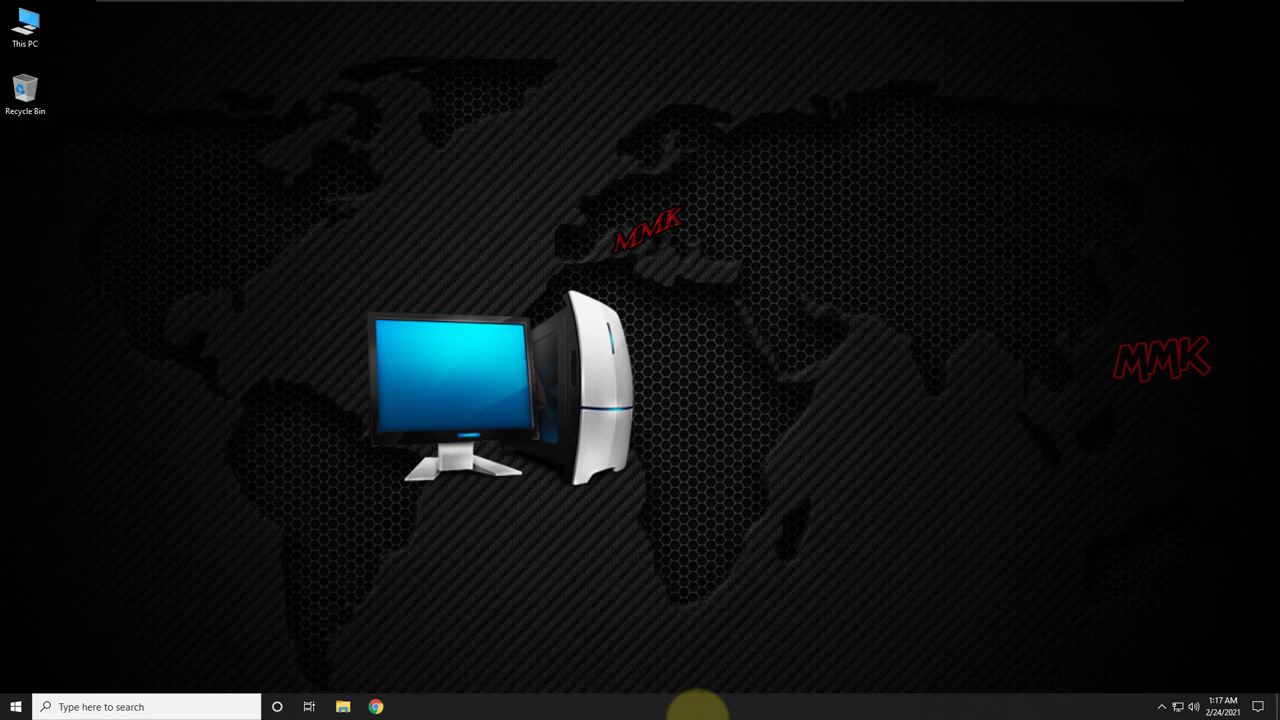 This PC
Recycle Bin
MMK
MMK
Type here to search
1:17 AM
2/24/2021